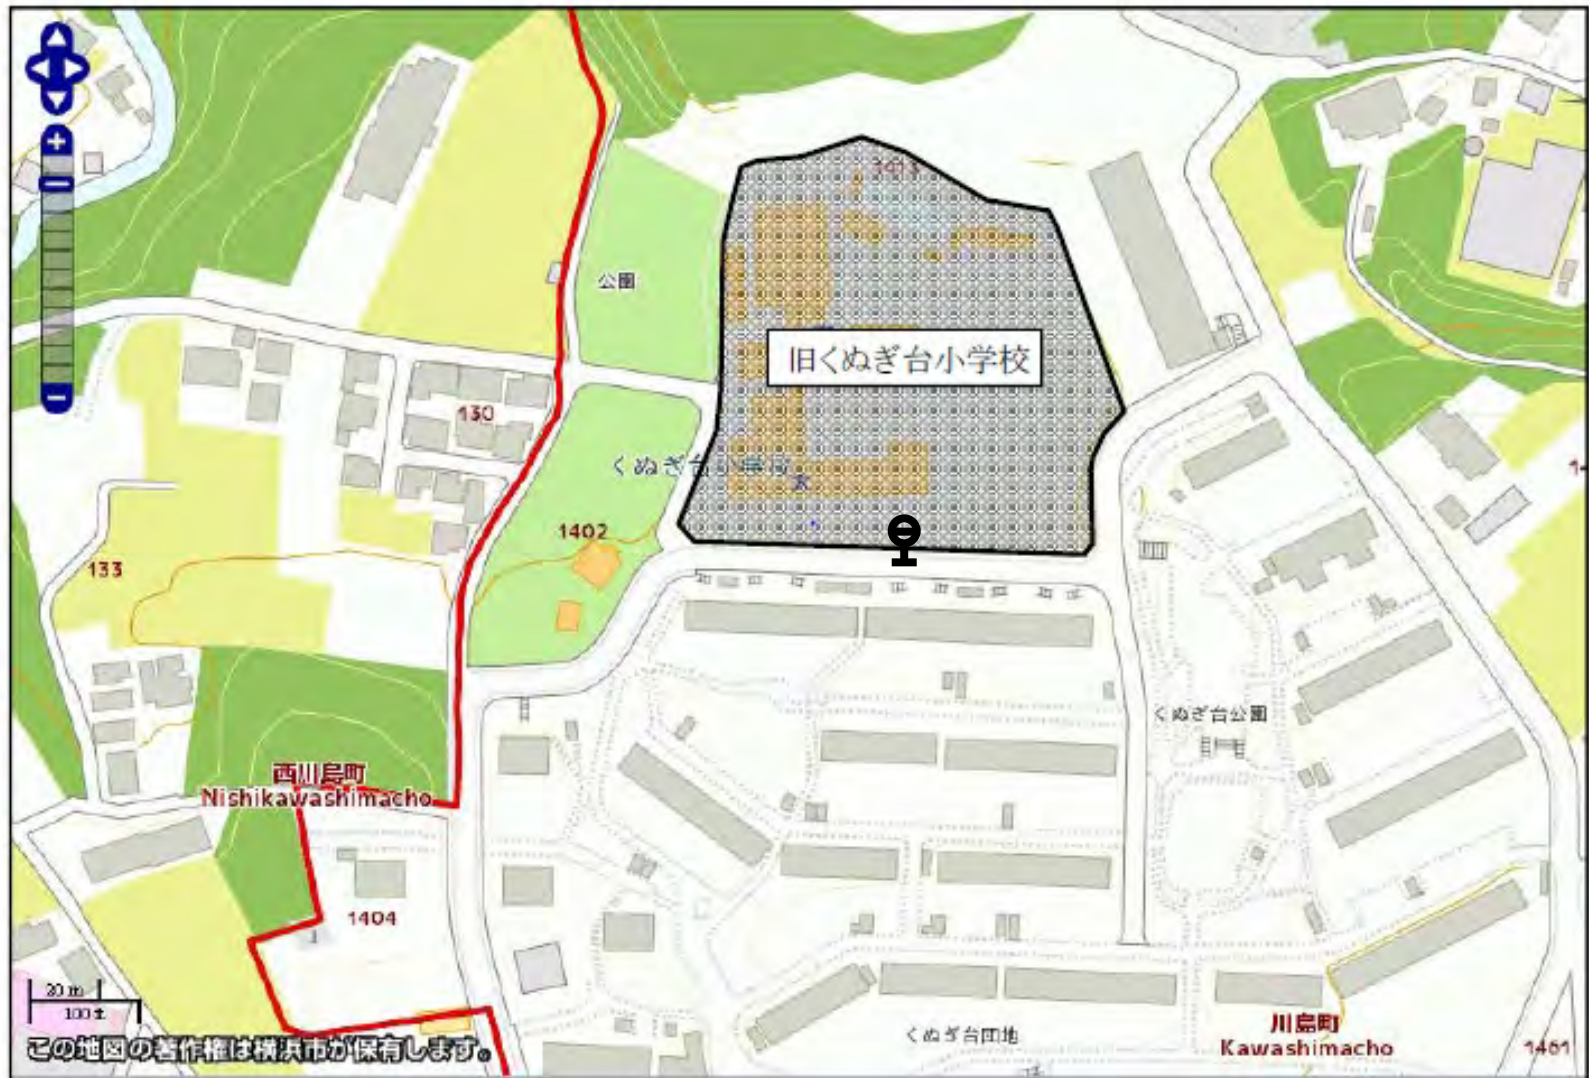 1413
公園
旧くぬぎ台小学校
130
くぬぎ台小学校
文
1402
133
くぬぎ台公園
西川島町
Nishikawashimacho
1404
20 m
100 ft
くぬぎ台団地
川島町
Kawashimacho
1461
この地図の著作権は横浜市が保有します。